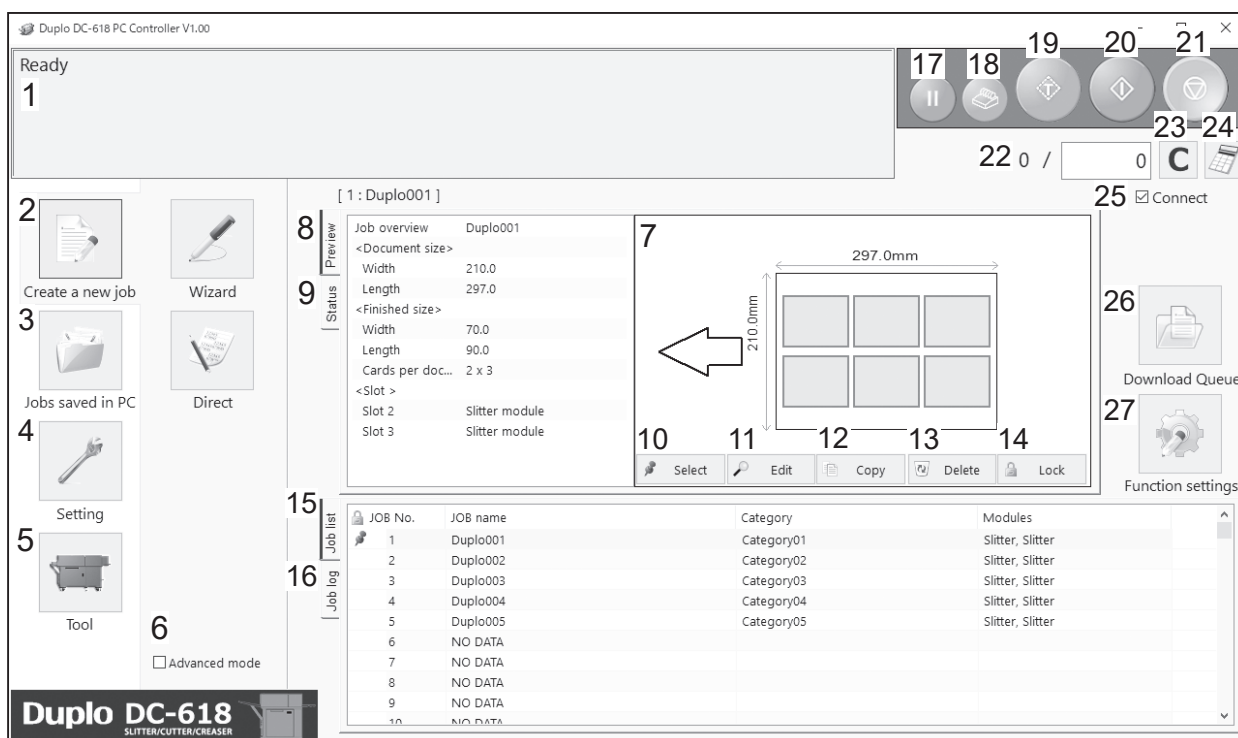 Duplo DC-618 PC Controller V1.00
Ready
1
17 18 19 20 21
22 0 / 0 C 23 24
25 Connect
[ 1 : Duplo001 ]
2 Create a new job
Wizard
3 Jobs saved in PC
Direct
4 Setting
5 Tool
6 Advanced mode
Duplo DC-618
SLITTER/CUTTER/CREASER
8 Preview
9 Status
Job overview Duplo001
<Document size>
Width 210.0
Length 297.0
<Finished size>
Width 70.0
Length 90.0
Cards per doc... 2 x 3
<Slot >
Slot 2 Slitter module
Slot 3 Slitter module
7
297.0mm
210.0mm
10 Select 11 Edit 12 Copy 13 Delete 14 Lock
26 Download Queue
27 Function settings
15 Job list
16 Job log
JOB No. JOB name Category Modules
1 Duplo001 Category01 Slitter, Slitter
2 Duplo002 Category02 Slitter, Slitter
3 Duplo003 Category03 Slitter, Slitter
4 Duplo004 Category04 Slitter, Slitter
5 Duplo005 Category05 Slitter, Slitter
6 NO DATA
7 NO DATA
8 NO DATA
9 NO DATA
10 NO DATA